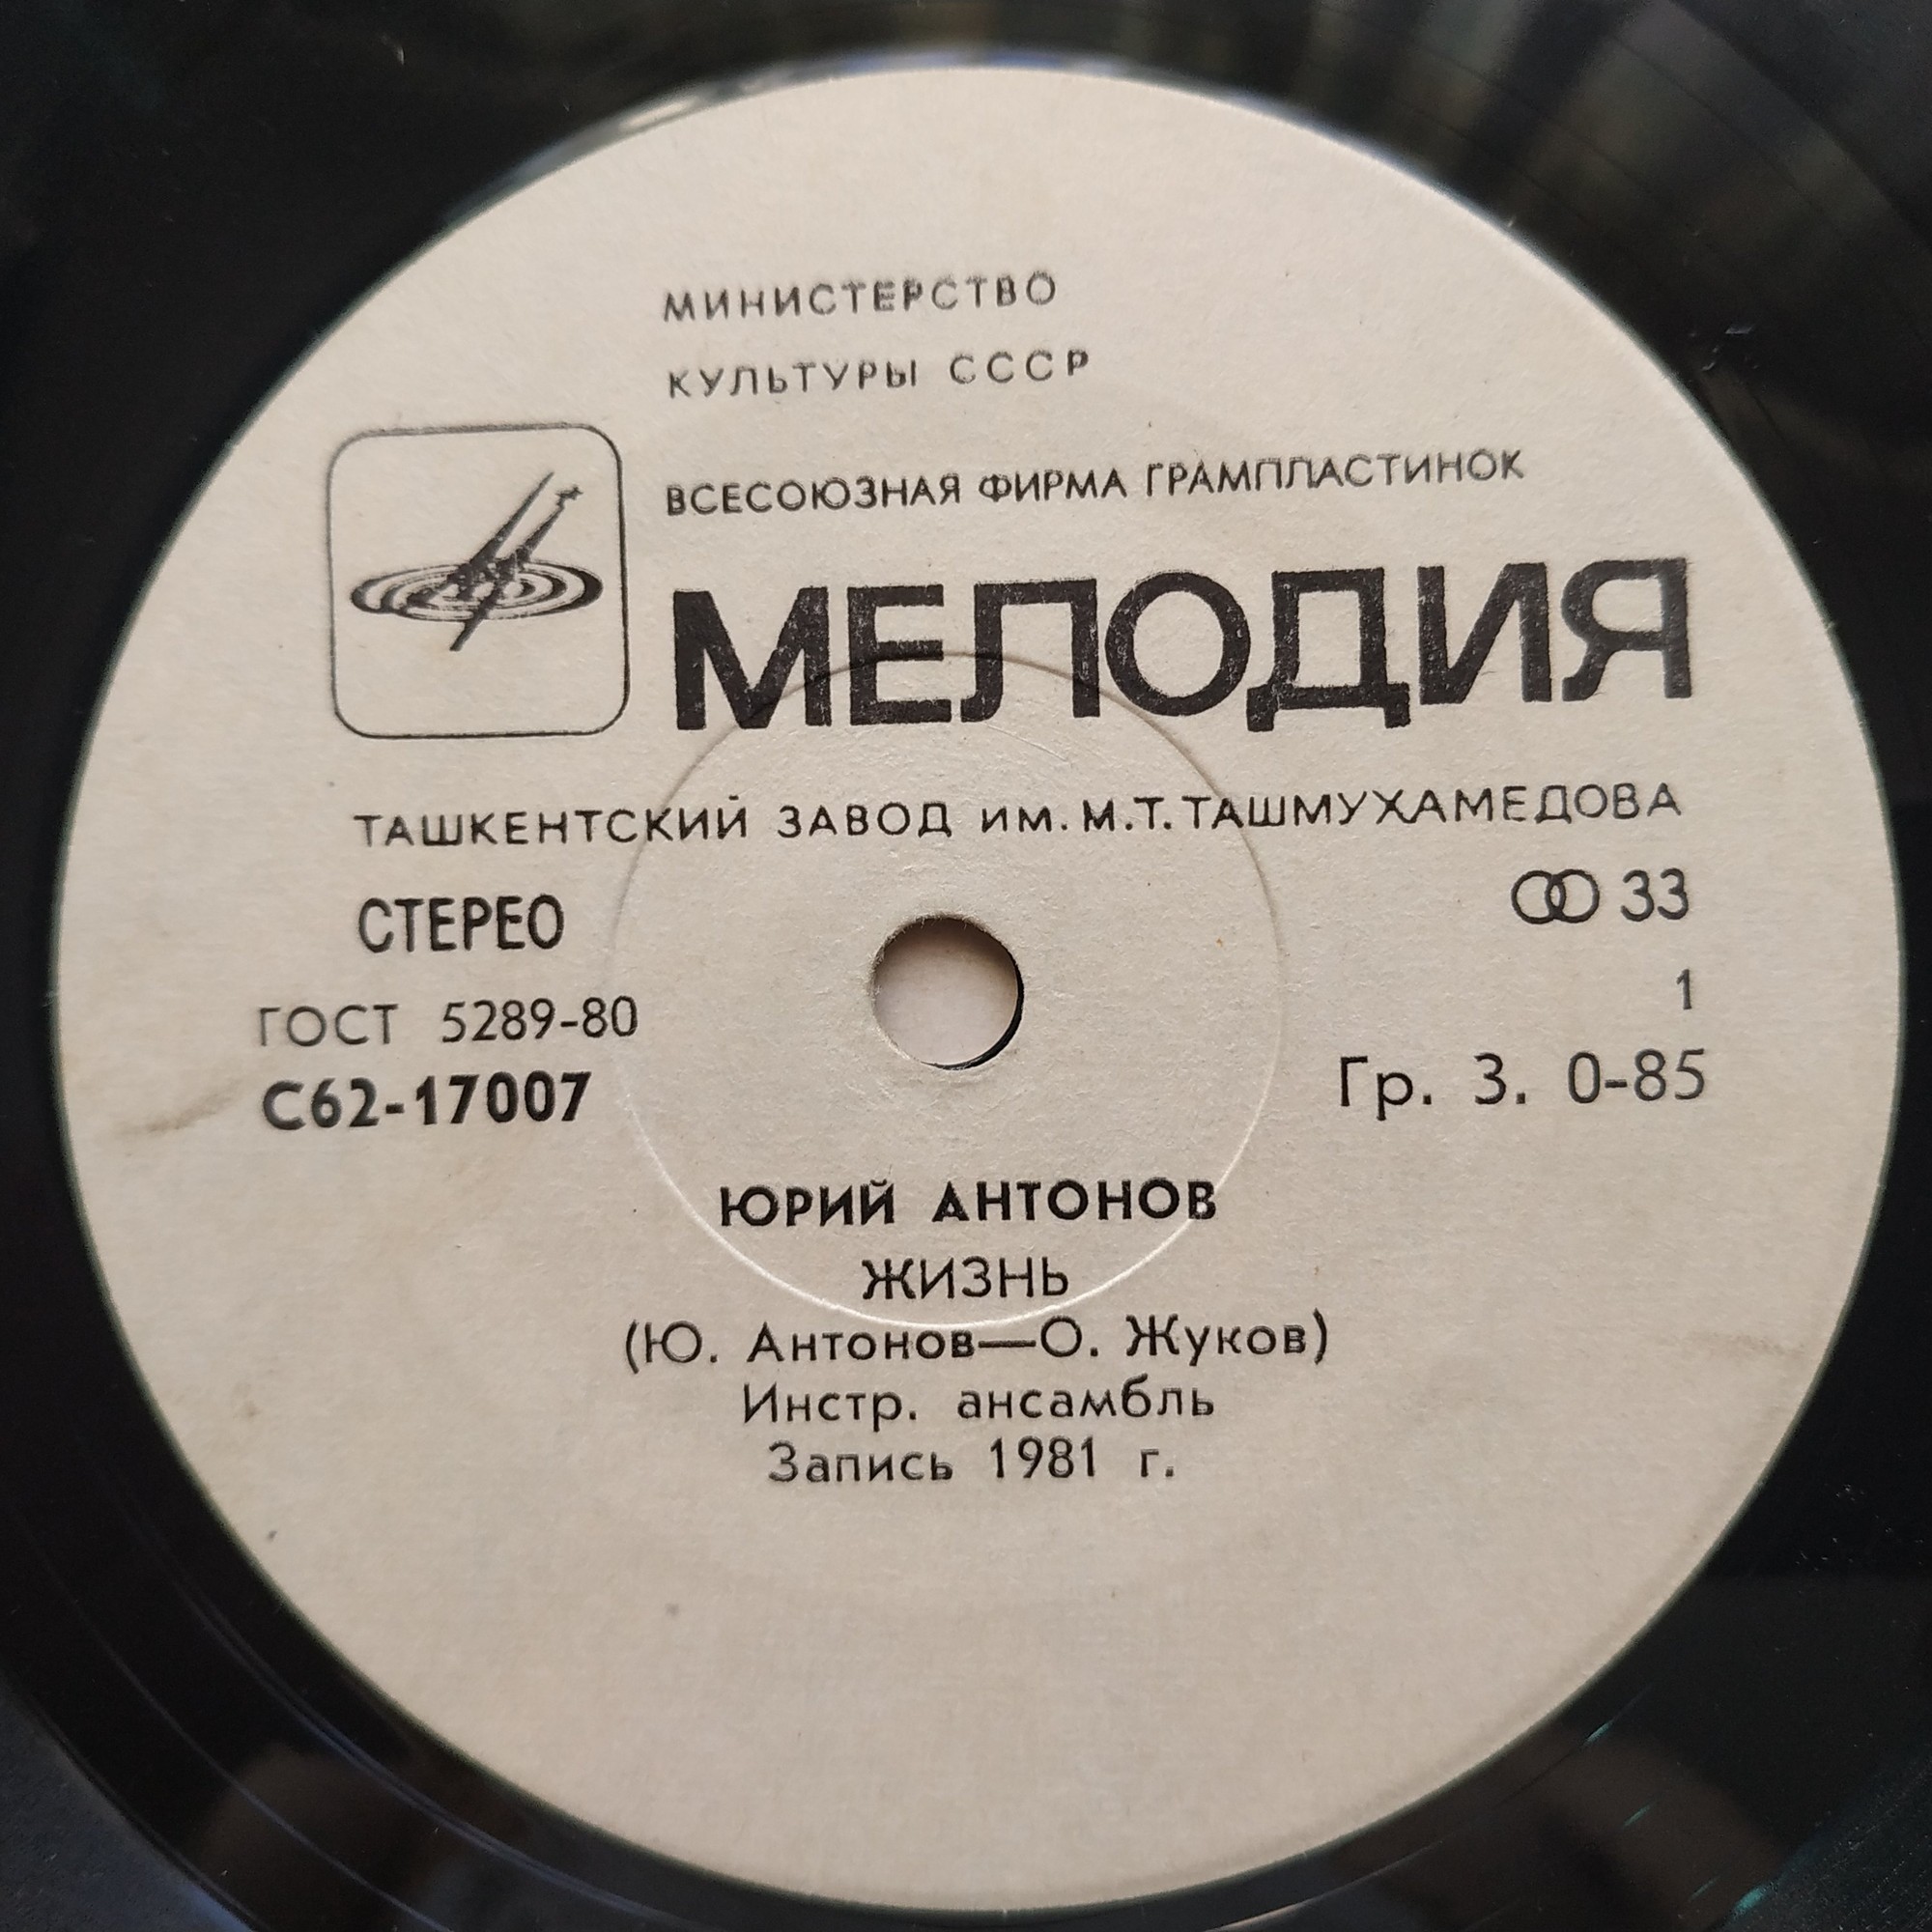 МИНИСТЕРСТВО
КУЛЬТУРЫ СССР
ВСЕСОЮЗНАЯ ФИРМА ГРАМПЛАСТИНОК
МЕЛОДИЯ
ТАШКЕНТСКИЙ ЗАВОД ИМ. М.Т. ТАШМУХАМЕДОВА
СТЕРЕО
33
ГОСТ 5289-80
1
С62-17007
Гр. 3. 0-85
ЮРИЙ АНТОНОВ
ЖИЗНЬ
(Ю. Антонов—О. Жуков)
Инстр. ансамбль
Запись 1981 г.